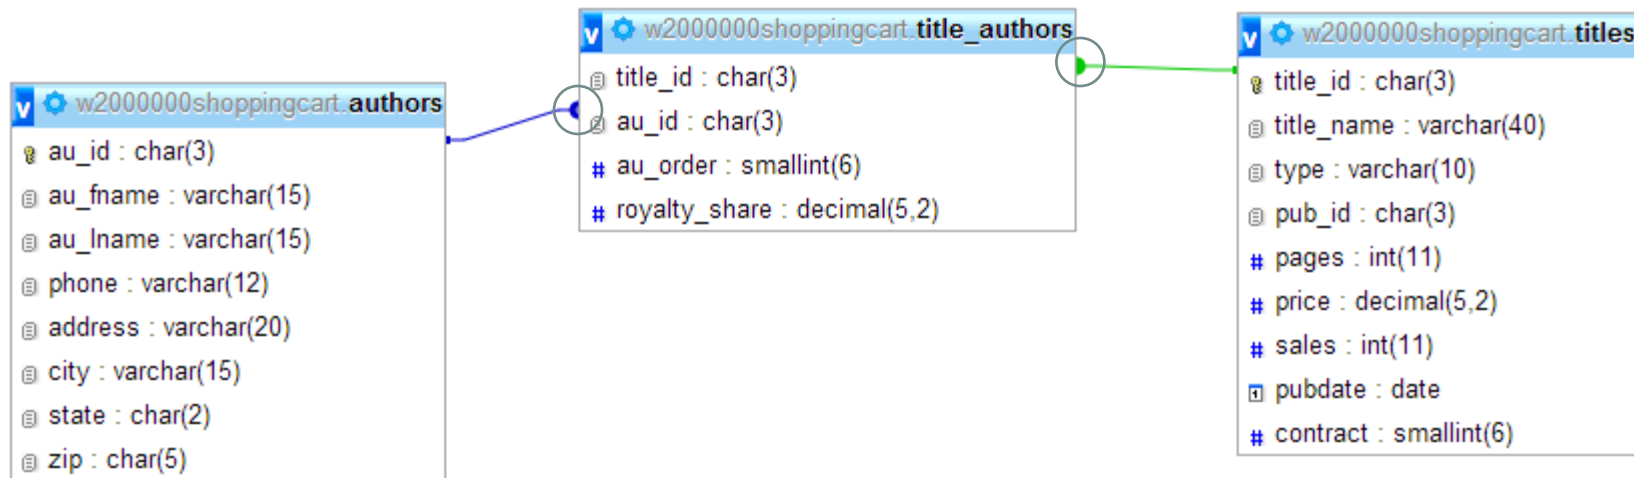 v w2000000shoppingcart.authors
au_id : char(3)
au_fname : varchar(15)
au_lname : varchar(15)
phone : varchar(12)
address : varchar(20)
city : varchar(15)
state : char(2)
zip : char(5)
v w2000000shoppingcart.title_authors
title_id : char(3)
au_id : char(3)
# au_order : smallint(6)
# royalty_share : decimal(5,2)
v w2000000shoppingcart.titles
title_id : char(3)
title_name : varchar(40)
type : varchar(10)
pub_id : char(3)
# pages : int(11)
# price : decimal(5,2)
# sales : int(11)
pubdate : date
# contract : smallint(6)